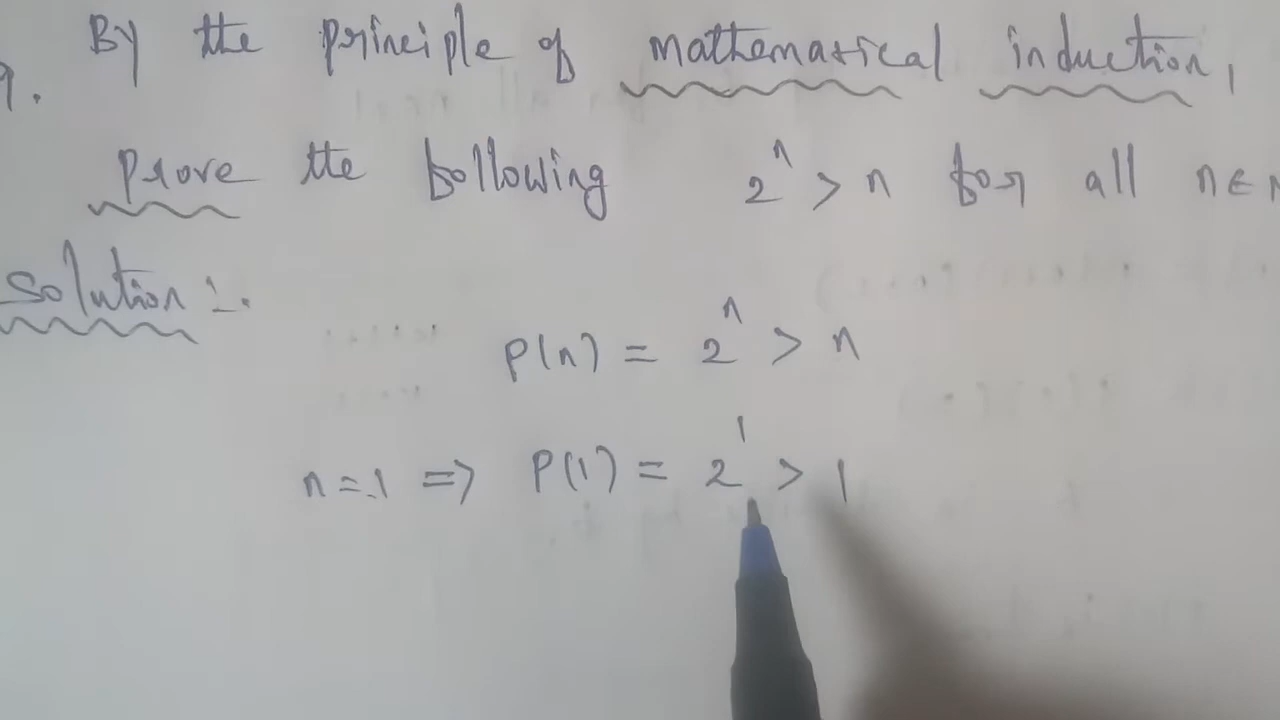 9. By the principle of mathematical induction,
prove the following 2^n > n for all n ∈ N
Solution :-
P(n) = 2^n > n
n = 1 => P(1) = 2^1 > 1